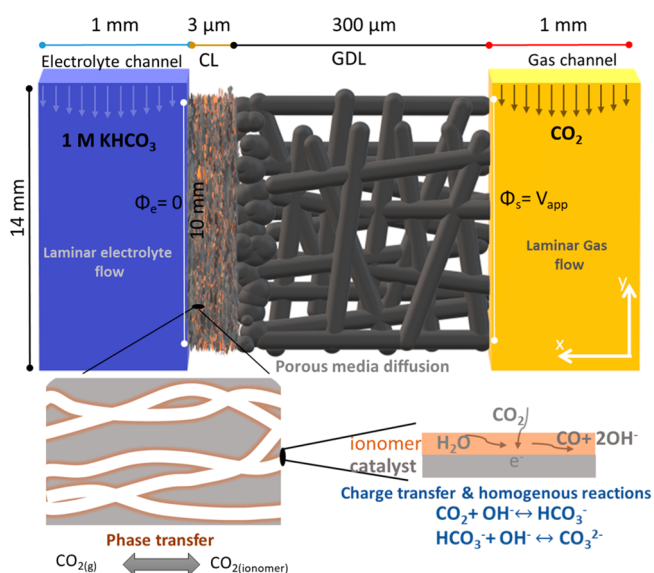 1 mm 3 µm 300 µm 1 mm
Electrolyte channel CL GDL Gas channel
1 M KHCO₃ CO₂
14 mm
Φₑ= 0 10 mm Φₛ= Vₐₚₚ
Laminar electrolyte flow
Laminar Gas flow
y
x
Porous media diffusion
CO₂
ionomer H₂O CO+ 2OH⁻
catalyst e⁻
Charge transfer & homogenous reactions
CO₂+ OH⁻↔ HCO₃⁻
HCO₃⁻+OH⁻ ↔ CO₃²⁻
Phase transfer
CO₂₍g₎ CO₂₍ionomer₎